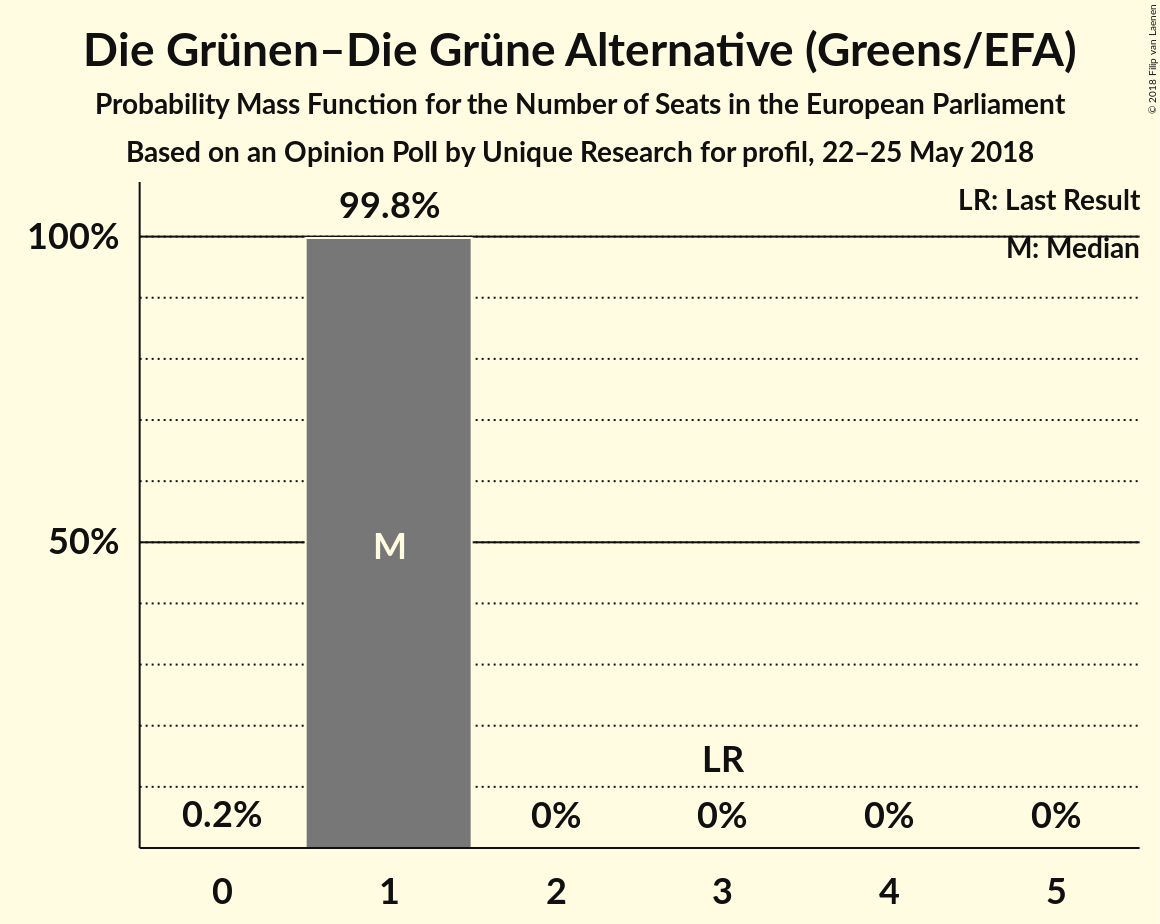 Die Grünen–Die Grüne Alternative (Greens/EFA)
Probability Mass Function for the Number of Seats in the European Parliament
Based on an Opinion Poll by Unique Research for profil, 22–25 May 2018
© 2018 Filip van Laenen
LR: Last Result
M: Median
99.8%
100%
50%
M
LR
0.2% 0% 0% 0% 0%
0 1 2 3 4 5